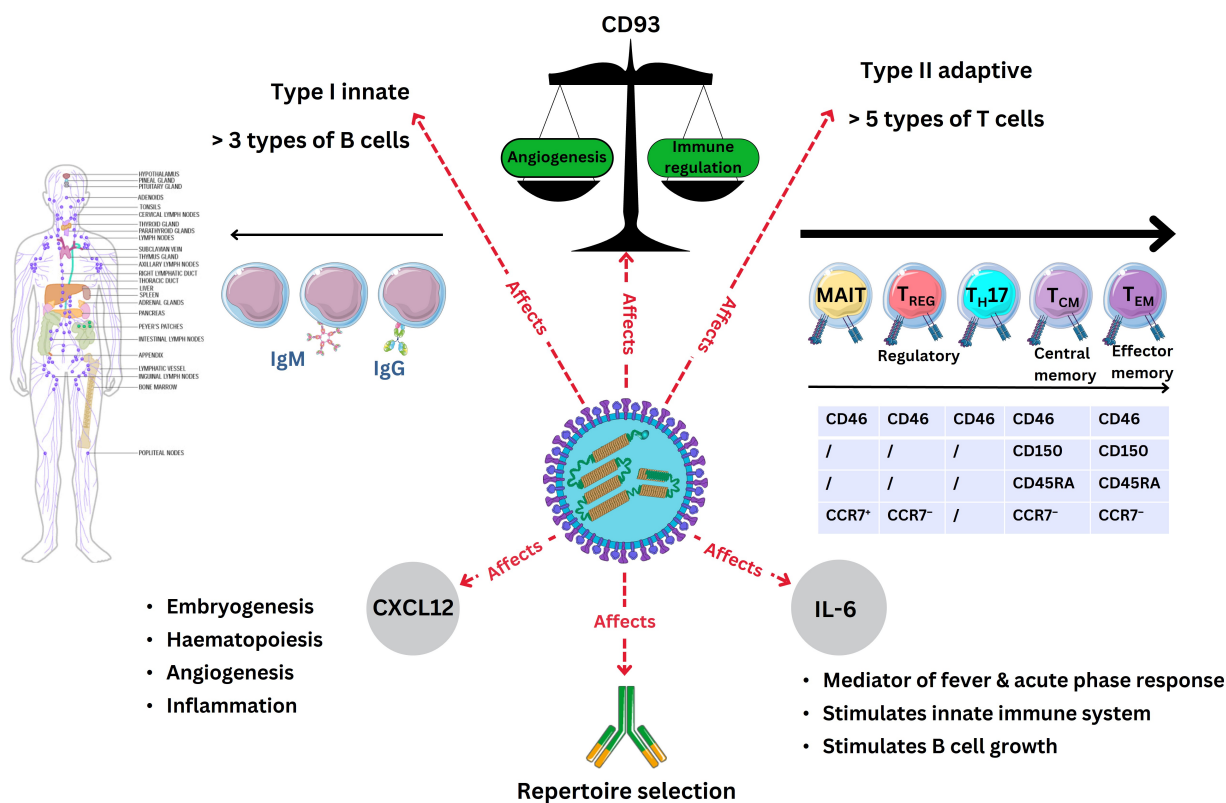 CD93
Type I innate
> 3 types of B cells
Type II adaptive
> 5 types of T cells
Angiogenesis
Immune
regulation
HYPOTHALAMUS
PINEAL GLAND
PITUITARY GLAND
ADENOIDS
TONSILS
CERVICAL LYMPH NODES
THYROID GLAND
PARATHYROID GLANDS
LYMPH NODES
SUBCLAVIAN VEIN
THYMUS GLAND
AXILLARY LYMPH NODES
RIGHT LYMPHATIC DUCT
THORACIC DUCT
LIVER
SPLEEN
ADRENAL GLANDS
PANCREAS
PEYER'S PATCHES
INTESTINAL LYMPH NODES
APPENDIX
LYMPHATIC VESSEL
INGUINAL LYMPH NODES
BONE MARROW
POPLITEAL NODES
IgM
IgG
Affects
Affects
Affects
MAIT
TREG
TH17
TCM
TEM
Regulatory
Central
memory
Effector
memory
CD46 CD46 CD46 CD46 CD46
/ / / CD150 CD150
/ / / CD45RA CD45RA
CCR7⁺ CCR7⁻ / CCR7⁻ CCR7⁻
Affects
Affects
Affects
CXCL12
• Embryogenesis
• Haematopoiesis
• Angiogenesis
• Inflammation
IL-6
• Mediator of fever & acute phase response
• Stimulates innate immune system
• Stimulates B cell growth
Repertoire selection